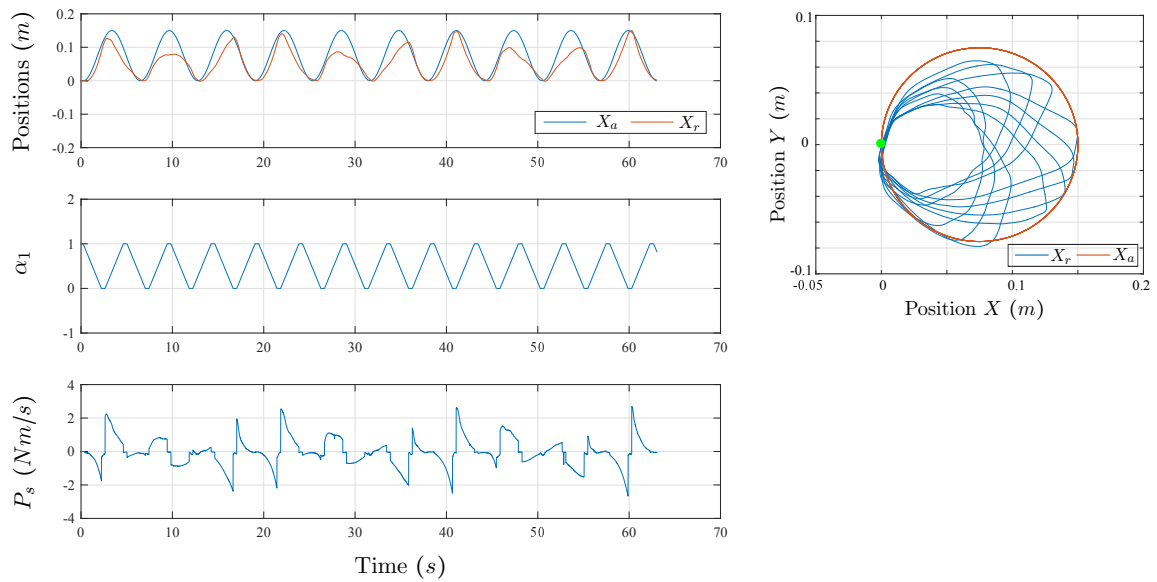 Positions (m)
0.2
0.1
0
-0.1
-0.2
X_a X_r
0 10 20 30 40 50 60 70
α_1
2
1
0
-1
0 10 20 30 40 50 60 70
P_s (Nm/s)
4
2
0
-2
-4
0 10 20 30 40 50 60 70
Time (s)
Position Y (m)
0.1
0
-0.1
X_r X_a
-0.05 0 0.1 0.2
Position X (m)